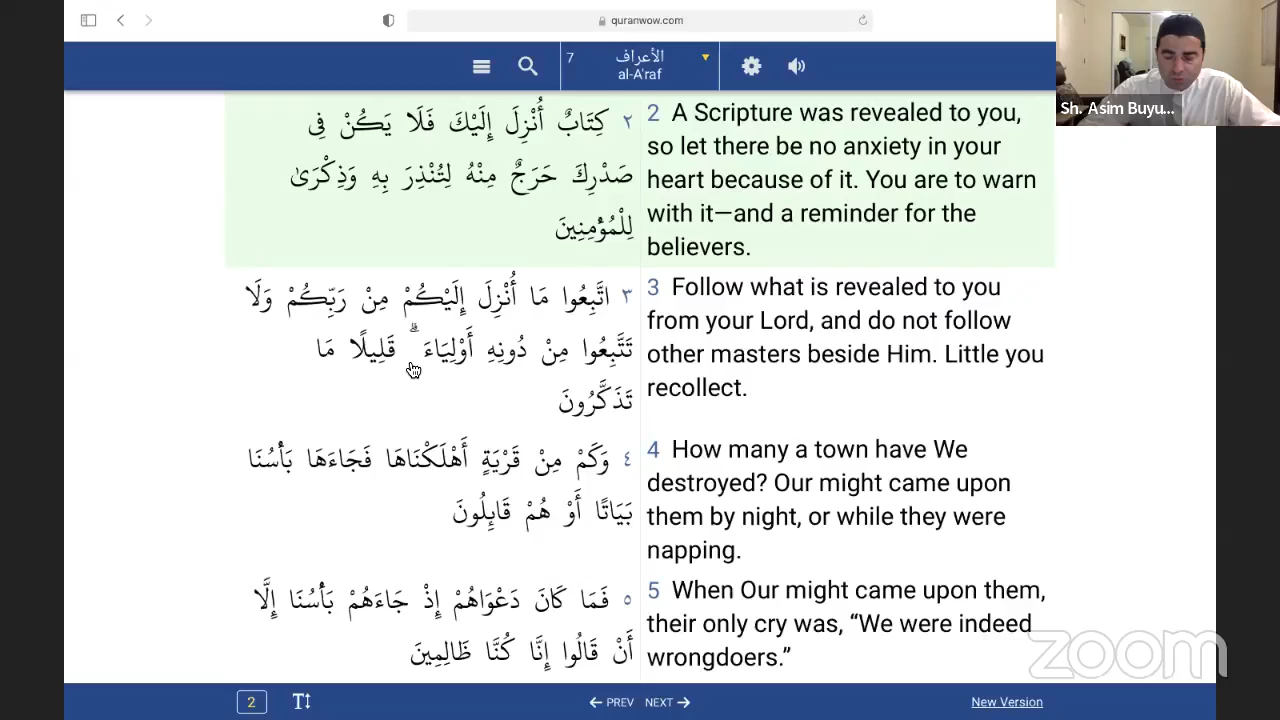 quranwow.com
7
الأعراف
al-A'raf
٢ كِتَابٌ أُنْزِلَ إِلَيْكَ فَلَا يَكُنْ فِى
صَدْرِكَ حَرَجٌ مِنْهُ لِتُنْذِرَ بِهِ وَذِكْرَىٰ
لِلْمُؤْمِنِينَ
2 A Scripture was revealed to you,
so let there be no anxiety in your
heart because of it. You are to warn
with it—and a reminder for the
believers.
٣ اتَّبِعُوا مَا أُنْزِلَ إِلَيْكُمْ مِنْ رَبِّكُمْ وَلَا
تَتَّبِعُوا مِنْ دُونِهِ أَوْلِيَاءَ ۗ قَلِيلًا مَا
تَذَكَّرُونَ
3 Follow what is revealed to you
from your Lord, and do not follow
other masters beside Him. Little you
recollect.
٤ وَكَمْ مِنْ قَرْيَةٍ أَهْلَكْنَاهَا فَجَاءَهَا بَأْسُنَا
بَيَاتًا أَوْ هُمْ قَائِلُونَ
4 How many a town have We
destroyed? Our might came upon
them by night, or while they were
napping.
٥ فَمَا كَانَ دَعْوَاهُمْ إِذْ جَاءَهُمْ بَأْسُنَا إِلَّا
أَنْ قَالُوا إِنَّا كُنَّا ظَالِمِينَ
5 When Our might came upon them,
their only cry was, “We were indeed
wrongdoers.”
2
PREV NEXT
New Version
Sh. Asim Buyu...
zoom